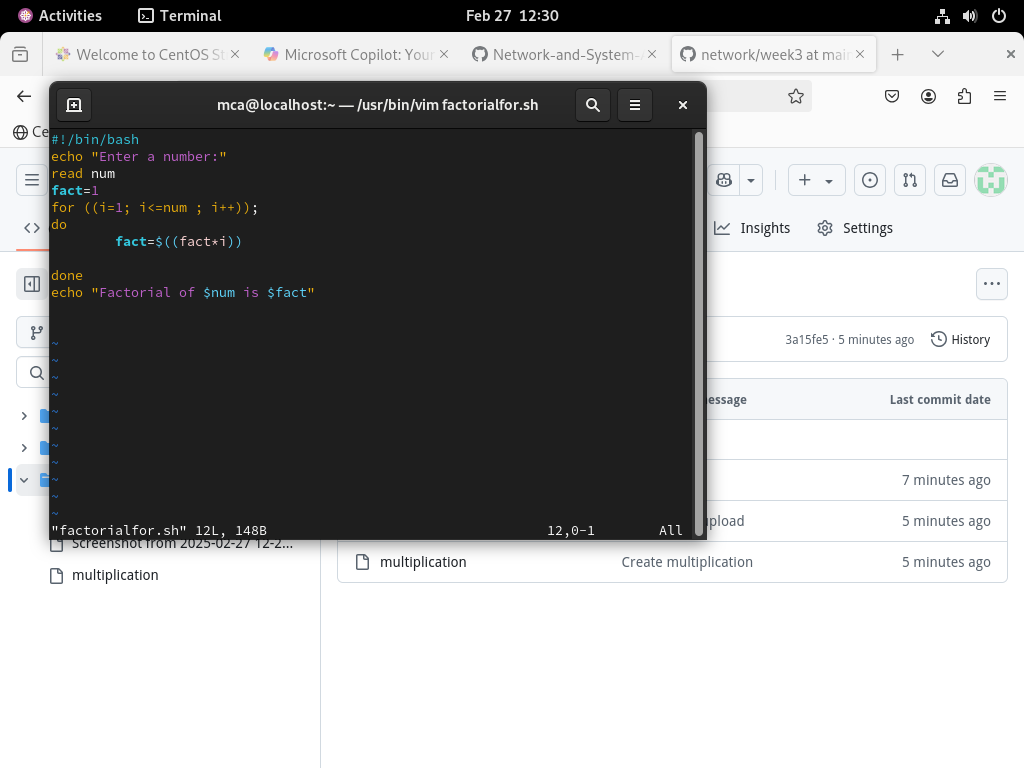 Activities Terminal Feb 27 12:30
Welcome to CentOS St
Microsoft Copilot: Your
Network-and-System-
network/week3 at main
Ce
mca@localhost:~ — /usr/bin/vim factorialfor.sh
#!/bin/bash
echo "Enter a number:"
read num
fact=1
for ((i=1; i<=num ; i++));
do
        fact=$((fact*i))
done
echo "Factorial of $num is $fact"
~
~
~
~
~
~
~
~
~
~
~
"factorialfor.sh" 12L, 148B 12,0-1 All
Insights Settings
3a15fe5 · 5 minutes ago History
essage Last commit date
7 minutes ago
upload 5 minutes ago
multiplication Create multiplication 5 minutes ago
Screenshot from 2025-02-27 12-2...
multiplication